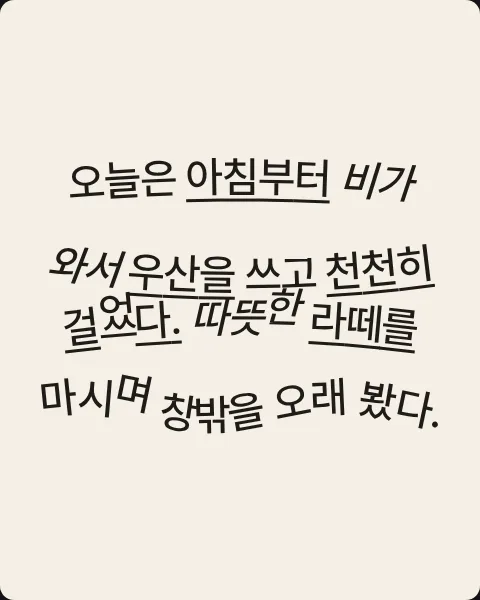 오늘은 아침부터 비가
와서 우산을 쓰고 천천히
걸었다. 따뜻한 라떼를
마시며 창밖을 오래 봤다.